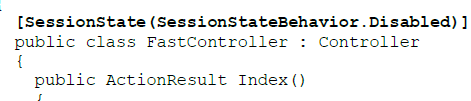 [SessionState(SessionStateBehavior.Disabled)]
public class FastController : Controller
{
public ActionResult Index()
{